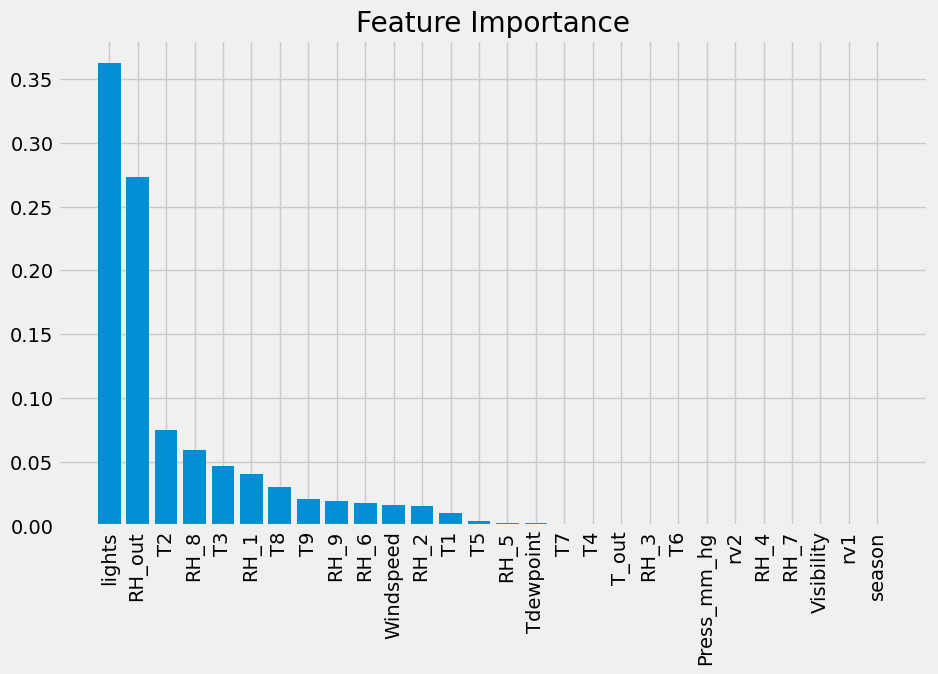 Feature Importance
0.35
0.30
0.25
0.20
0.15
0.10
0.05
0.00
lights
RH_out
T2
RH_8
T3
RH_1
T8
T9
RH_9
RH_6
Windspeed
RH_2
T1
T5
RH_5
Tdewpoint
T7
T4
T_out
RH_3
T6
Press_mm_hg
rv2
RH_4
RH_7
Visibility
rv1
season